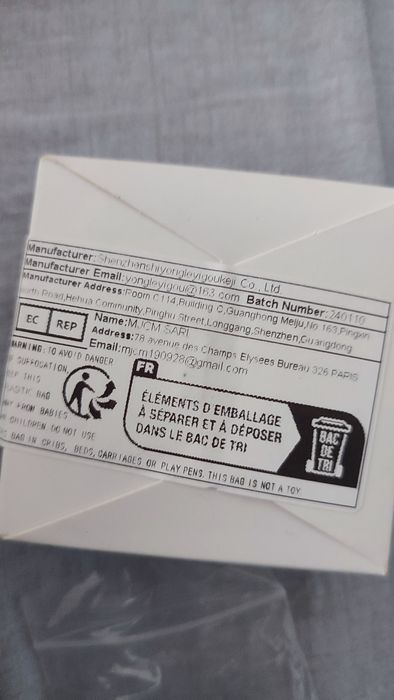 Manufacturer: Shenzhenshiyongleyigoukeji Co., Ltd.
Manufacturer Email: yongleyigou@163.com Batch Number: 240110
Manufacturer Address: Room C114,Building C,Guanghong Meiju,No 163,Pingxin
North Road,Hehua Community,Pinghu Street,Longgang,Shenzhen,Guangdong
EC REP
Name: MJCM SARL
Address: 78 avenue des Champs Elysees Bureau 326 PARIS
Email: mjcm190928@gmail.com
WARNING: TO AVOID DANGER
OF SUFFOCATION,
THIS
PLASTIC BAG
AWAY FROM BABIES
CHILDREN DO NOT USE
BAG IN CRIBS, BEDS, CARRIAGES OR PLAY PENS. THIS BAG IS NOT A TOY
FR
ÉLÉMENTS D'EMBALLAGE
À SÉPARER ET À DÉPOSER
DANS LE BAC DE TRI
BAC
DE
TRI